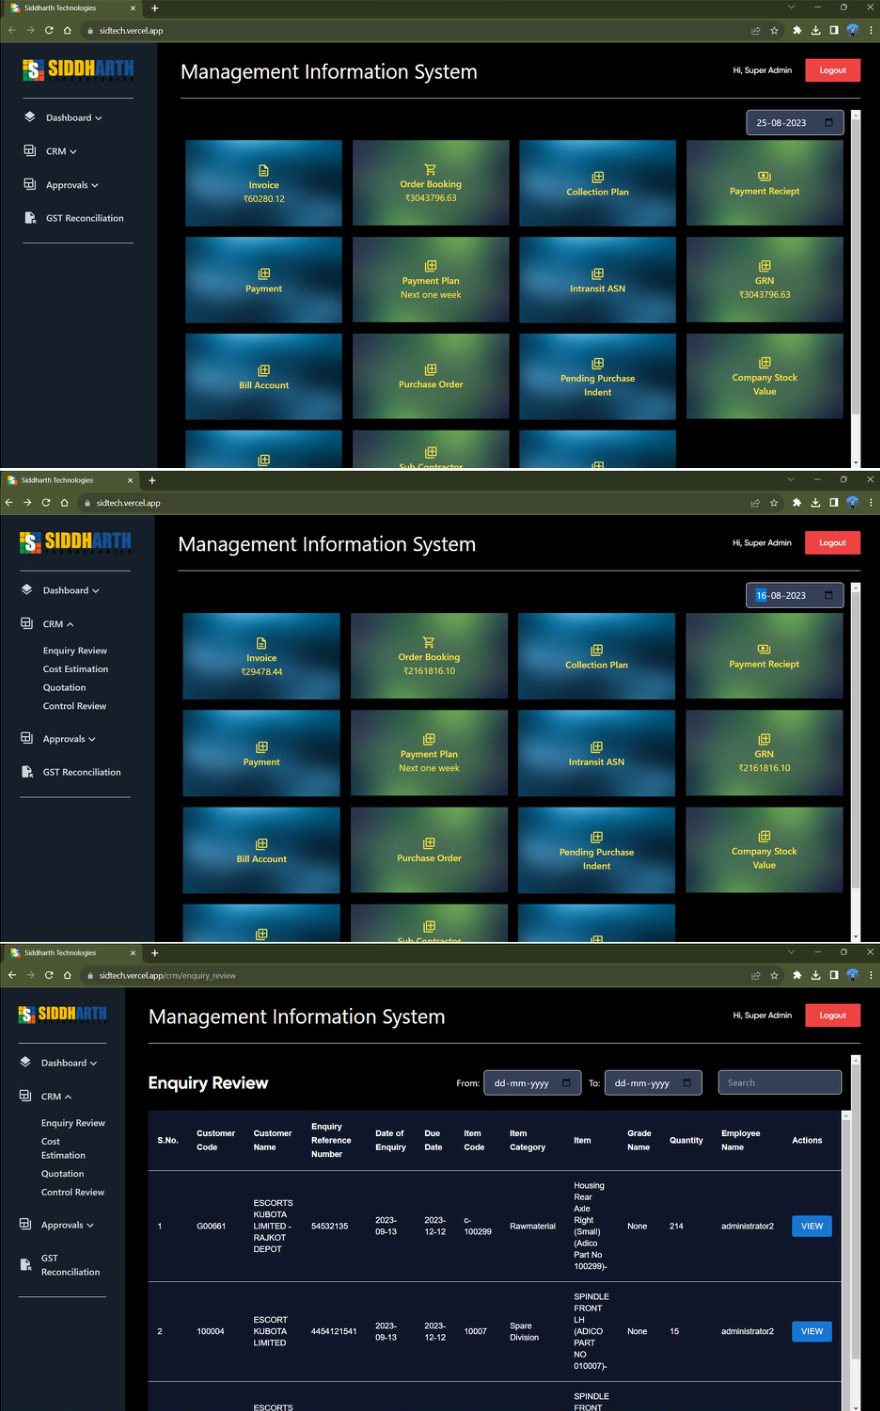 Siddharth Technologies
sidtech.vercel.app
SIDDHARTH
Management Information System
Hi, Super Admin
Logout
Dashboard
CRM
Approvals
GST Reconciliation
25-08-2023
Invoice
₹60280.12
Order Booking
₹3043796.63
Collection Plan
Payment Reciept
Payment
Payment Plan
Next one week
Intransit ASN
GRN
₹3043796.63
Bill Account
Purchase Order
Pending Purchase
Indent
Company Stock
Value
Sub Contractor
Siddharth Technologies
sidtech.vercel.app
SIDDHARTH
Management Information System
Hi, Super Admin
Logout
Dashboard
CRM
Enquiry Review
Cost Estimation
Quotation
Control Review
Approvals
GST Reconciliation
16-08-2023
Invoice
₹29478.44
Order Booking
₹2161816.10
Collection Plan
Payment Reciept
Payment
Payment Plan
Next one week
Intransit ASN
GRN
₹2161816.10
Bill Account
Purchase Order
Pending Purchase
Indent
Company Stock
Value
Sub Contractor
Siddharth Technologies
sidtech.vercel.app/crm/enquiry_review
SIDDHARTH
Management Information System
Hi, Super Admin
Logout
Dashboard
CRM
Enquiry Review
Cost
Estimation
Quotation
Control Review
Approvals
GST
Reconciliation
Enquiry Review
From: dd-mm-yyyy To: dd-mm-yyyy Search
S.No.
Customer
Code
Customer
Name
Enquiry
Reference
Number
Date of
Enquiry
Due
Date
Item
Code
Item
Category
Item
Grade
Name
Quantity
Employee
Name
Actions
1
G00661
ESCORTS
KUBOTA
LIMITED -
RAJKOT
DEPOT
54532135
2023-
09-13
2023-
12-12
c-
100299
Rawmaterial
Housing
Rear
Axle
Right
(Small)
(Adico
Part No
100299)-
None
214
administrator2
VIEW
2
100004
ESCORT
KUBOTA
LIMITED
4454121541
2023-
09-13
2023-
12-12
10007
Spare
Division
SPINDLE
FRONT
LH
(ADICO
PART
NO
010007)-
None
15
administrator2
VIEW
ESCORTS
SPINDLE
FRONT